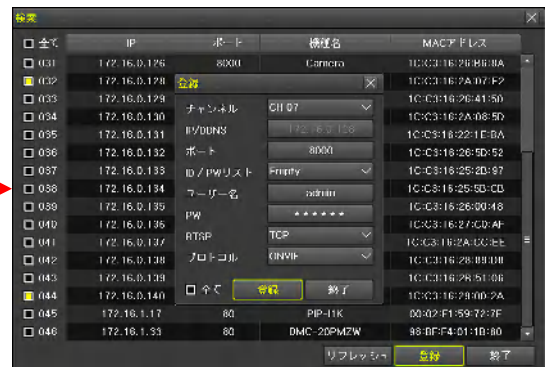 検索
全て IP ポート 機種名 MACアドレス
031 172.16.0.126 8000 Camera 1C:C3:16:26:B6:8A
032 172.16.0.128 1C:C3:16:2A:D7:F2
033 172.16.0.129 1C:C3:16:26:41:50
034 172.16.0.130 1C:C3:16:2A:08:5D
035 172.16.0.131 1C:C3:16:22:1E:BA
036 172.16.0.132 1C:C3:16:26:5D:52
037 172.16.0.133 1C:C3:16:25:2B:97
038 172.16.0.134 1C:C3:16:25:5B:CB
039 172.16.0.135 1C:C3:16:26:00:48
040 172.16.0.136 1C:C3:16:27:CD:AF
041 172.16.0.137 1C:C3:16:2A:CC:EE
042 172.16.0.138
043 172.16.0.139 1C:C3:16:2B:51:06
044 172.16.0.140 1C:C3:16:29:00:2A
045 172.16.1.17 80 PIP-I1K 00:02:F1:59:72:7F
046 172.16.1.33 80 DMC-20PMZW 98:BF:F4:01:1B:80
登録
チャンネル CH 07
IP/DDNS 172.16.0.128
ポート 8000
ID / PWリスト Empty
ユーザー名 admin
PW ******
RTSP TCP
プロトコル ONVIF
全て 登録 終了
リフレッシュ 登録 終了